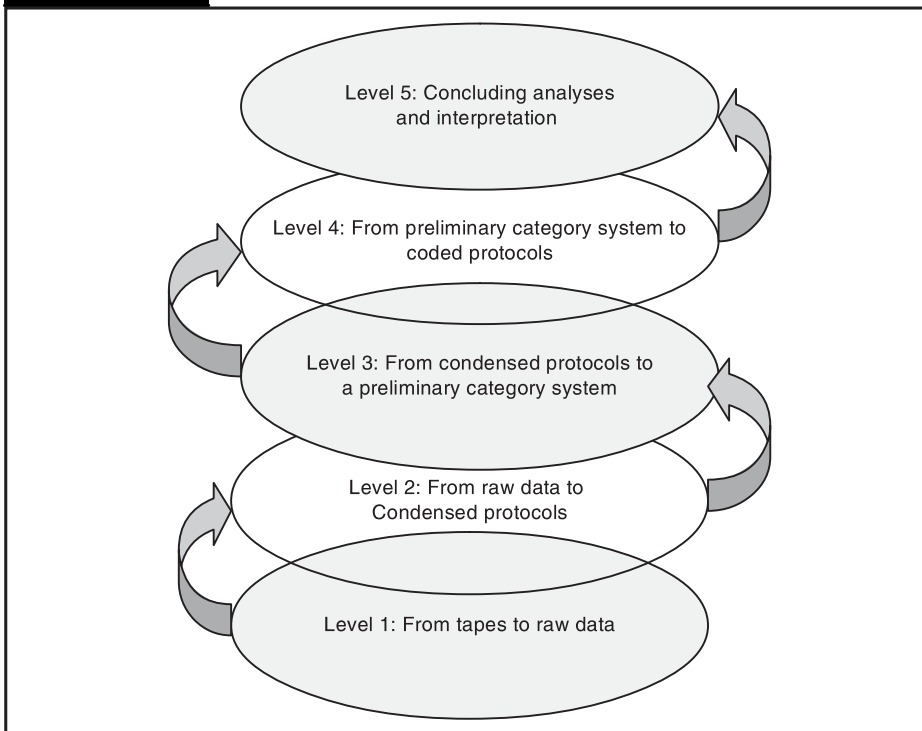 Level 5: Concluding analyses
and interpretation
Level 4: From preliminary category system to
coded protocols
Level 3: From condensed protocols to
a preliminary category system
Level 2: From raw data to
Condensed protocols
Level 1: From tapes to raw data